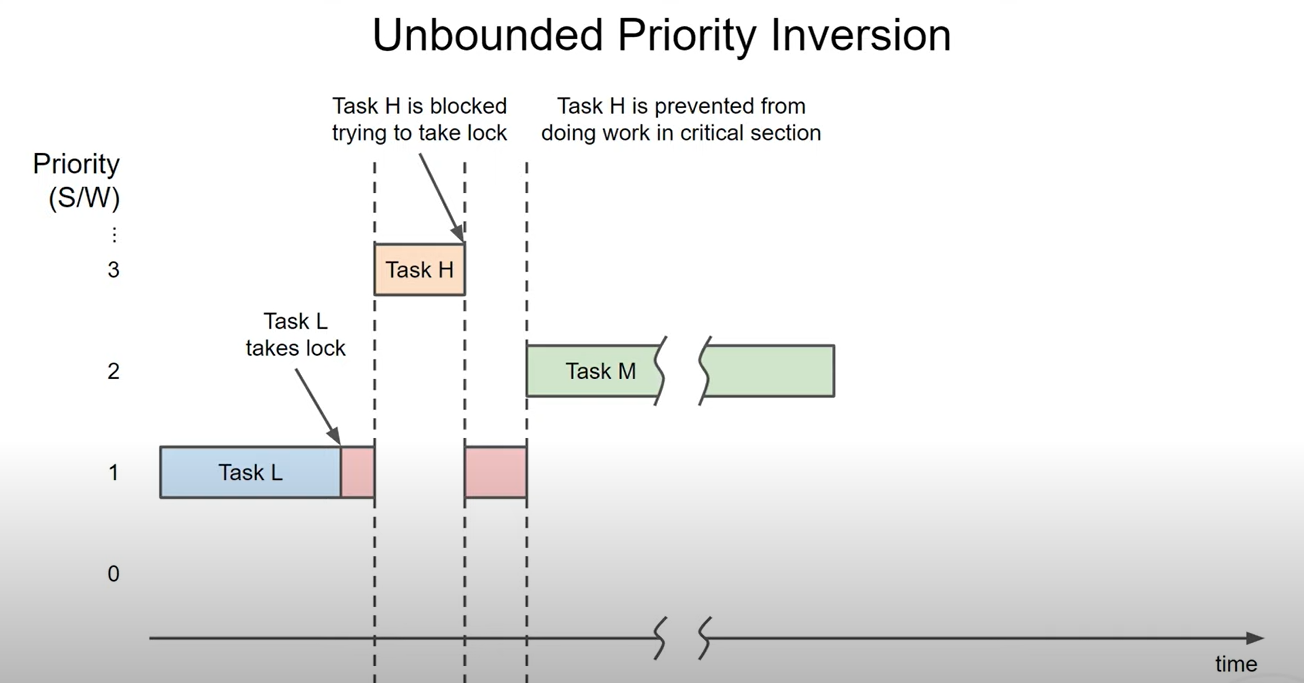 Unbounded Priority Inversion
Task H is blocked
trying to take lock
Task H is prevented from
doing work in critical section
Priority
(S/W)
⋮
3
Task H
Task L
takes lock
2
Task M
1
Task L
0
time